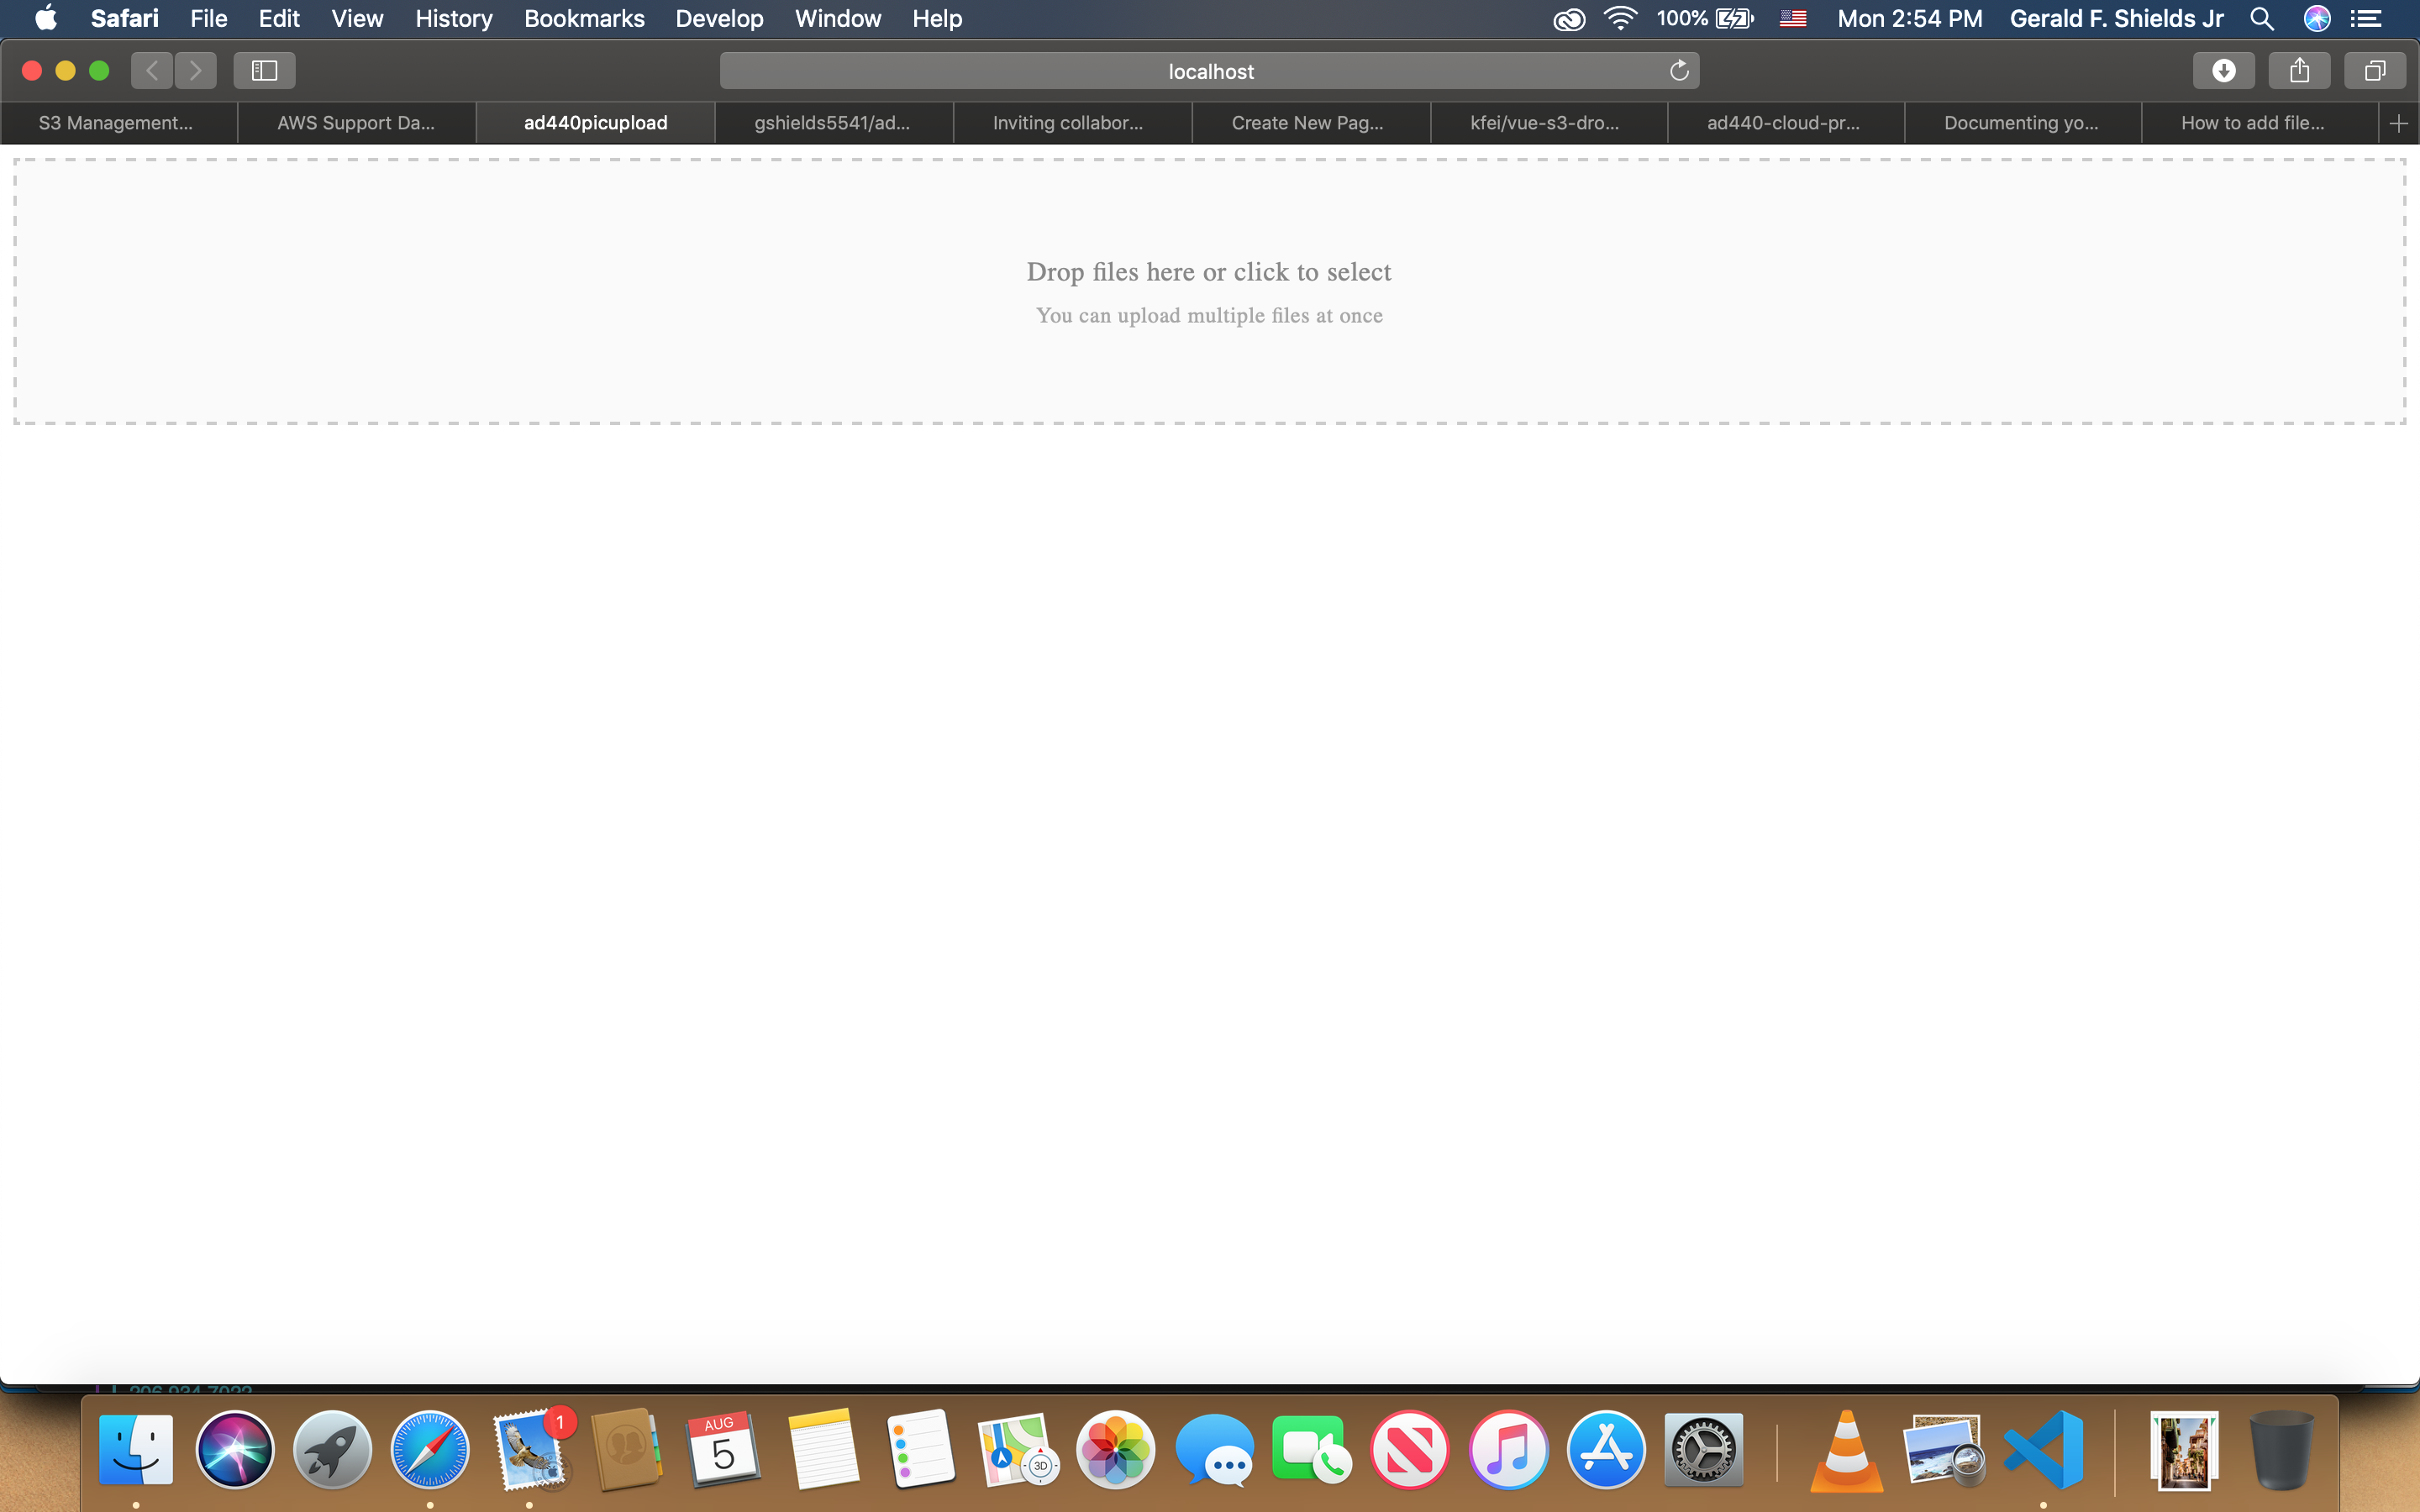 Safari File Edit View History Bookmarks Develop Window Help 100% Mon 2:54 PM Gerald F. Shields Jr
localhost
S3 Management... AWS Support Da... ad440picupload gshields5541/ad... Inviting collabor... Create New Pag... kfei/vue-s3-dro... ad440-cloud-pr... Documenting yo... How to add file...
Drop files here or click to select
You can upload multiple files at once
1
AUG
5
3D